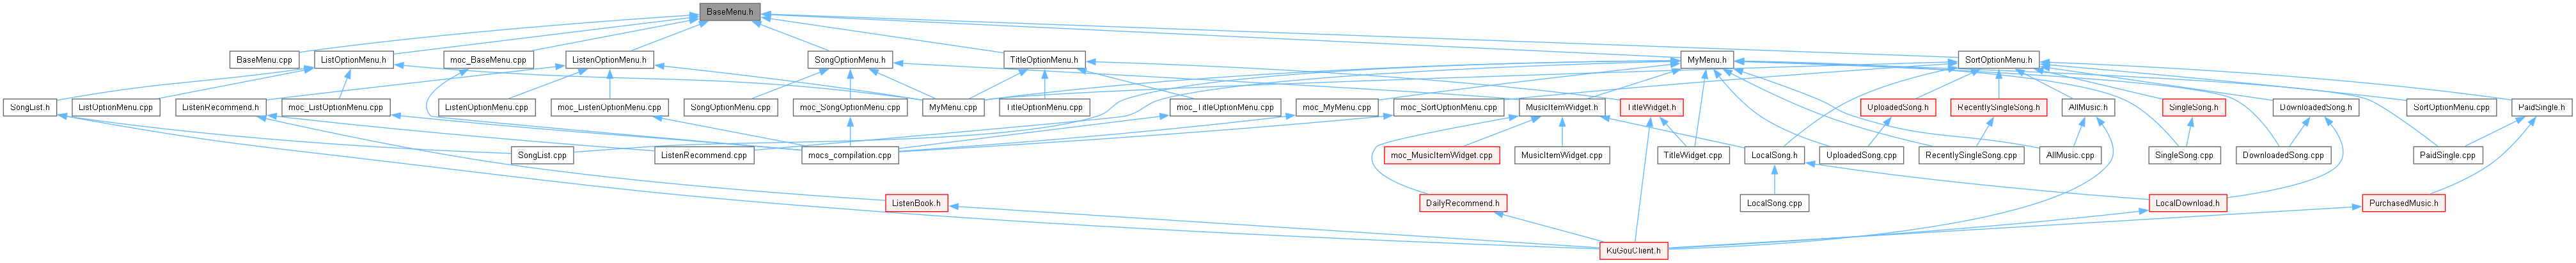 BaseMenu.h
BaseMenu.cpp
ListOptionMenu.h
moc_BaseMenu.cpp
ListenOptionMenu.h
SongOptionMenu.h
TitleOptionMenu.h
MyMenu.h
SortOptionMenu.h
SongList.h
ListOptionMenu.cpp
ListenRecommend.h
moc_ListOptionMenu.cpp
ListenOptionMenu.cpp
moc_ListenOptionMenu.cpp
SongOptionMenu.cpp
moc_SongOptionMenu.cpp
MyMenu.cpp
TitleOptionMenu.cpp
moc_TitleOptionMenu.cpp
moc_MyMenu.cpp
moc_SortOptionMenu.cpp
MusicItemWidget.h
TitleWidget.h
UploadedSong.h
RecentlySingleSong.h
AllMusic.h
SingleSong.h
DownloadedSong.h
SortOptionMenu.cpp
PaidSingle.h
SongList.cpp
ListenRecommend.cpp
mocs_compilation.cpp
moc_MusicItemWidget.cpp
MusicItemWidget.cpp
TitleWidget.cpp
LocalSong.h
UploadedSong.cpp
RecentlySingleSong.cpp
AllMusic.cpp
SingleSong.cpp
DownloadedSong.cpp
PaidSingle.cpp
ListenBook.h
DailyRecommend.h
LocalSong.cpp
LocalDownload.h
PurchasedMusic.h
KuGouClient.h